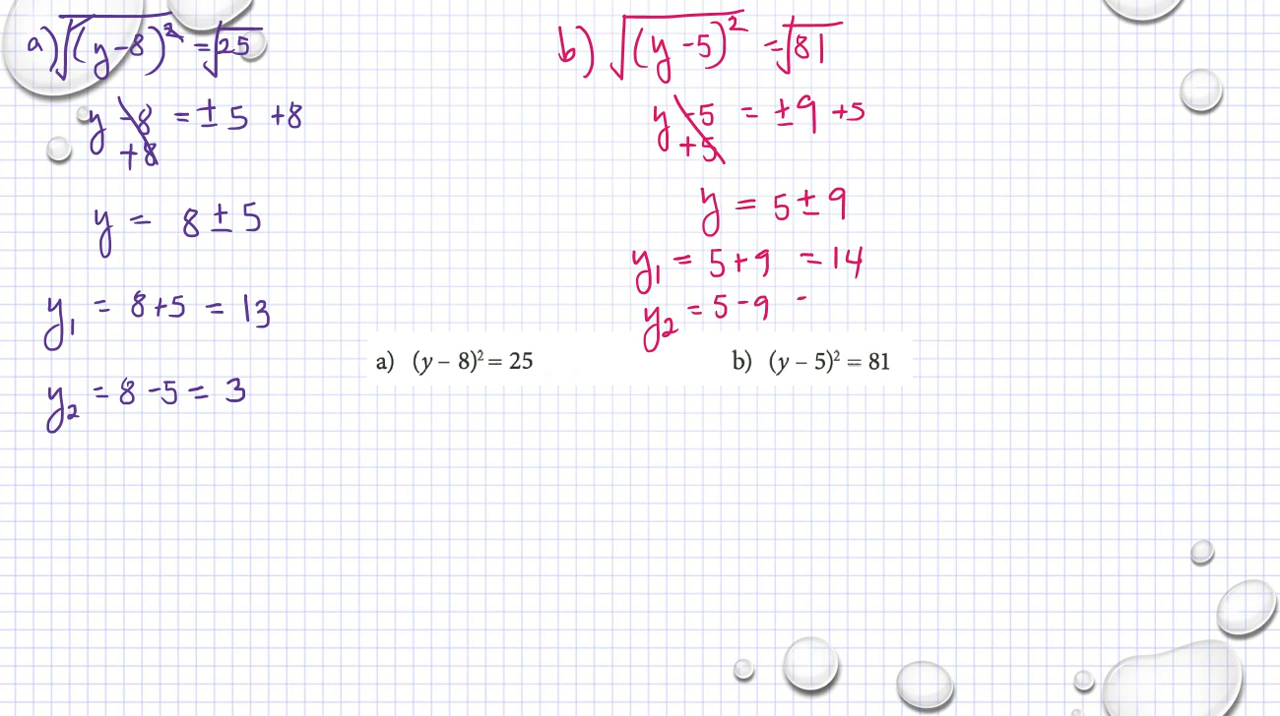 a) √(y-8)² = √25
y -8 = ± 5 +8
+8
y = 8 ± 5
y₁ = 8+5 = 13
y₂ = 8-5 = 3
b) √(y-5)² = √81
y -5 = ±9 +5
+5
y = 5 ± 9
y₁ = 5+9 = 14
y₂ = 5-9 -
a) (y – 8)² = 25
b) (y – 5)² = 81